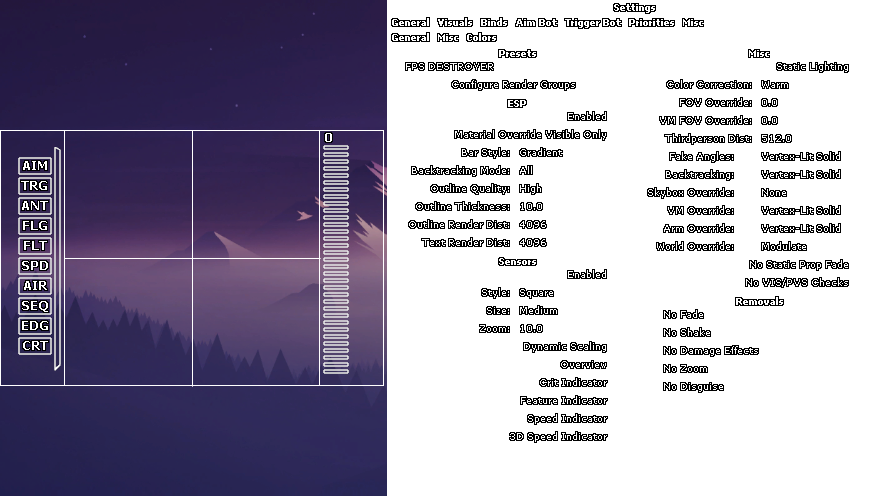 Settings
General Visuals Binds Aim Bot Trigger Bot Priorities Misc
General Misc Colors
Presets
FPS DESTROYER
Configure Render Groups
ESP
Enabled
Material Override Visible Only
Bar Style: Gradient
Backtracking Mode: All
Outline Quality: High
Outline Thickness: 10.0
Outline Render Dist: 4096
Text Render Dist: 4096
Sensors
Enabled
Style: Square
Size: Medium
Zoom: 10.0
Dynamic Scaling
Overview
Crit Indicator
Feature Indicator
Speed Indicator
3D Speed Indicator
Misc
Static Lighting
Color Correction: Warm
FOV Override: 0.0
VM FOV Override: 0.0
Thirdperson Dist: 512.0
Fake Angles: Vertex-Lit Solid
Backtracking: Vertex-Lit Solid
Skybox Override: None
VM Override: Vertex-Lit Solid
Arm Override: Vertex-Lit Solid
World Override: Modulate
No Static Prop Fade
No VIS/PVS Checks
Removals
No Fade
No Shake
No Damage Effects
No Zoom
No Disguise
0
AIM
TRG
ANT
FLG
FLT
SPD
AIR
SEQ
EDG
CRT